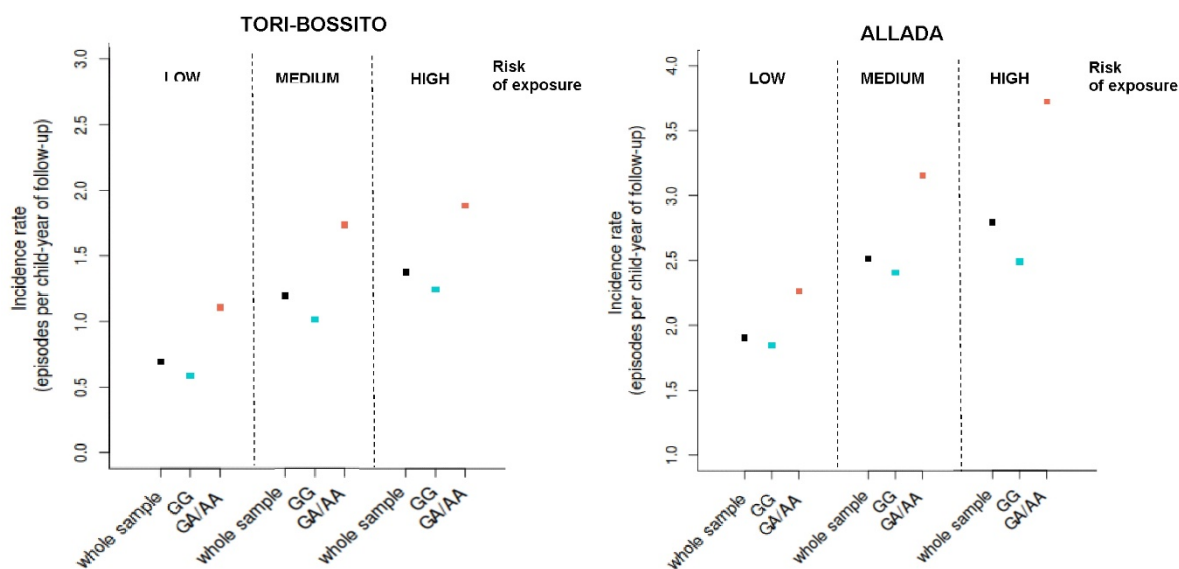 TORI-BOSSITO
LOW
MEDIUM
HIGH
Risk
of exposure
Incidence rate
(episodes per child-year of follow-up)
3.0
2.5
2.0
1.5
1.0
0.5
0.0
whole sample
GG
GA/AA
whole sample
GG
GA/AA
whole sample
GG
GA/AA
ALLADA
LOW
MEDIUM
HIGH
Risk
of exposure
Incidence rate
(episodes per child-year of follow-up)
4.0
3.5
3.0
2.5
2.0
1.5
1.0
whole sample
GG
GA/AA
whole sample
GG
GA/AA
whole sample
GG
GA/AA